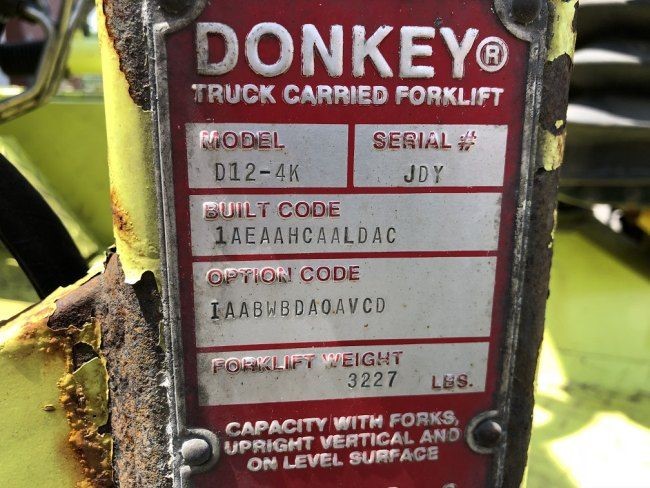 DONKEY®
TRUCK CARRIED FORKLIFT
MODEL SERIAL #
D12-4K JDY
BUILT CODE
1AEAAHCAALDAC
OPTION CODE
IAABWBDAOAVCD
FORKLIFT WEIGHT
3227 LBS.
CAPACITY WITH FORKS,
UPRIGHT VERTICAL AND
ON LEVEL SURFACE